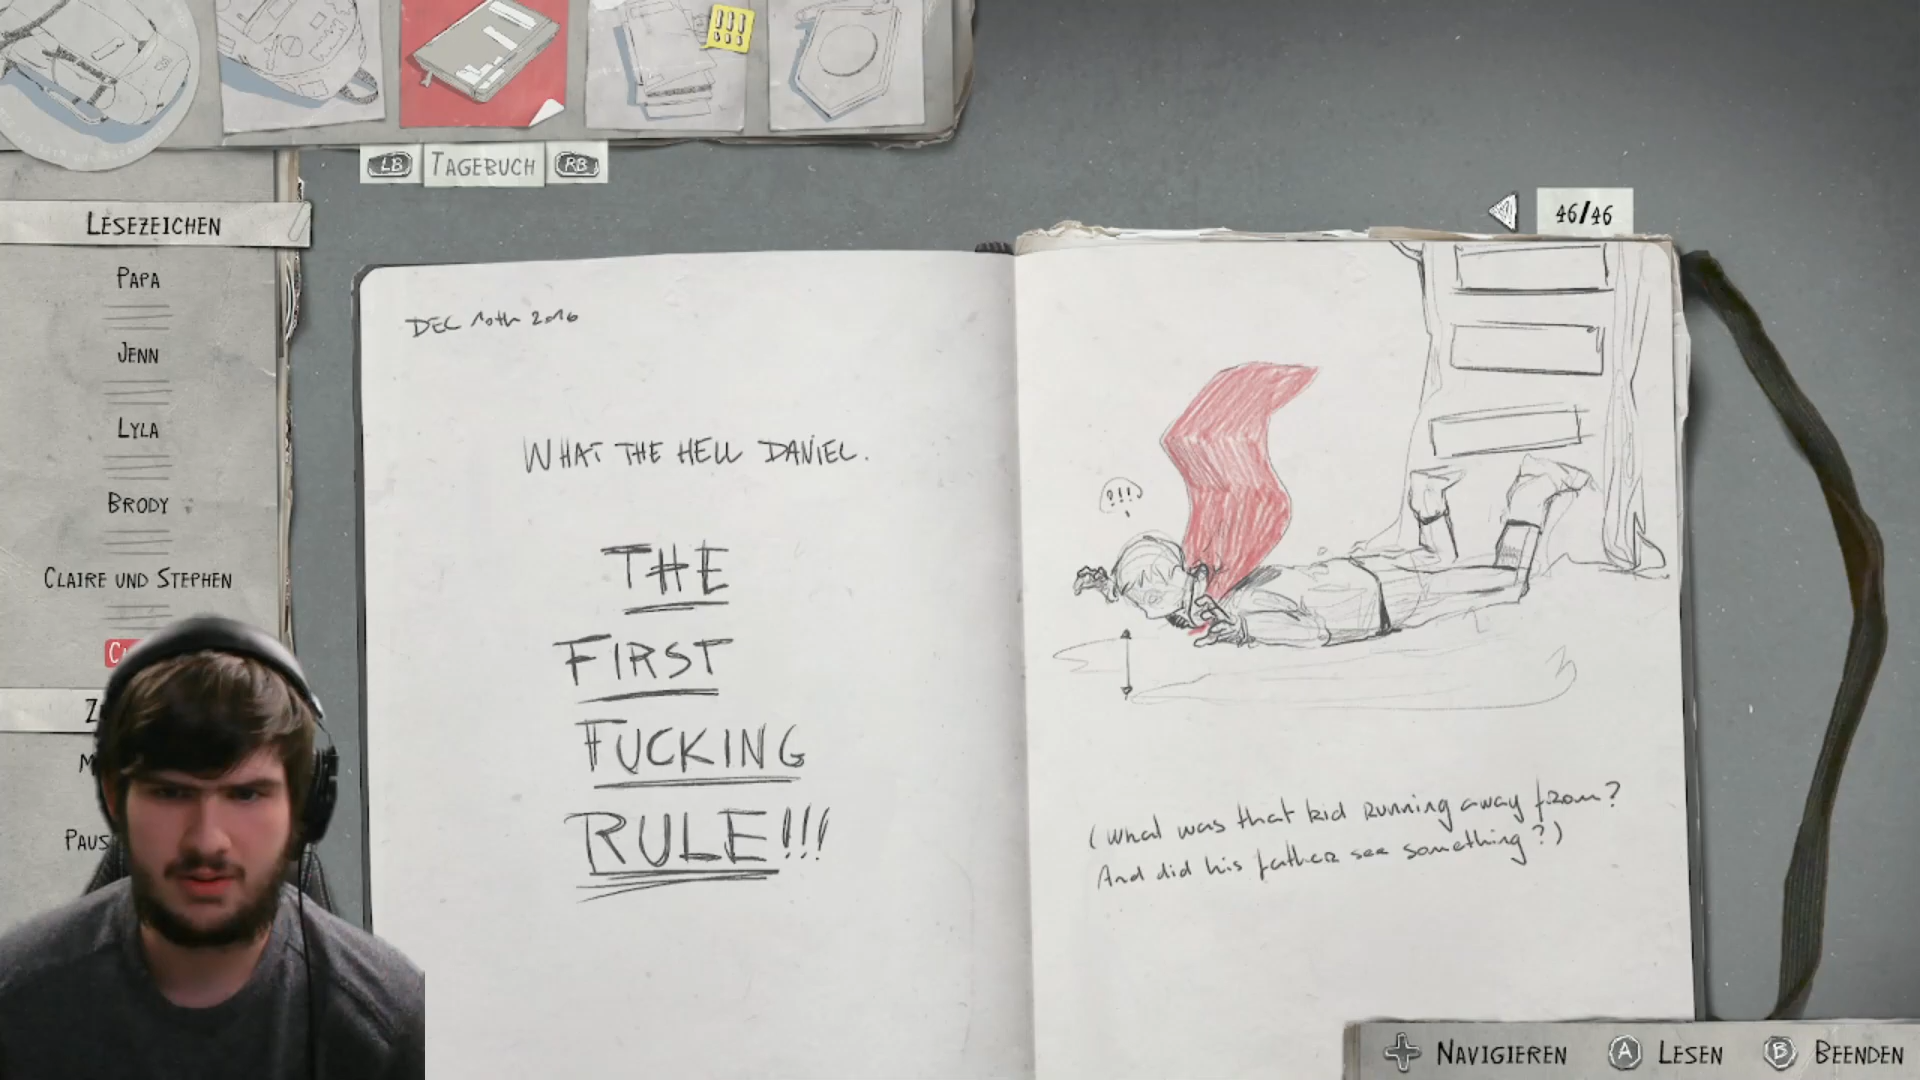 LB TAGEBUCH RB
LESEZEICHEN
PAPA
JENN
LYLA
BRODY
CLAIRE UND STEPHEN
46/46
DEC 10th 2016
WHAT THE HELL DANIEL.
THE
FIRST
FUCKING
RULE!!!
?!!!
(What was that kid running away from?
And did his father see something?)
NAVIGIEREN A LESEN B BEENDEN